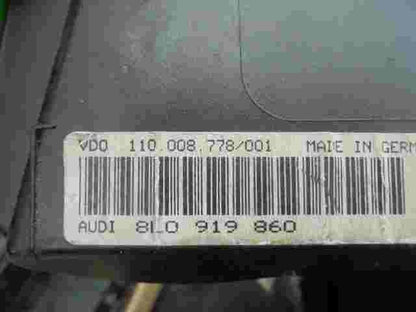 VDO 110.008.778/001 MADE IN GERM
AUDI 8L0 919 860